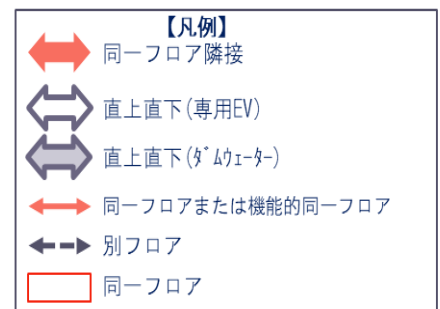 【凡例】
同一フロア隣接
直上直下(専用EV)
直上直下(ﾀﾞﾑｳｪｰﾀｰ)
同一フロアまたは機能的同一フロア
別フロア
同一フロア